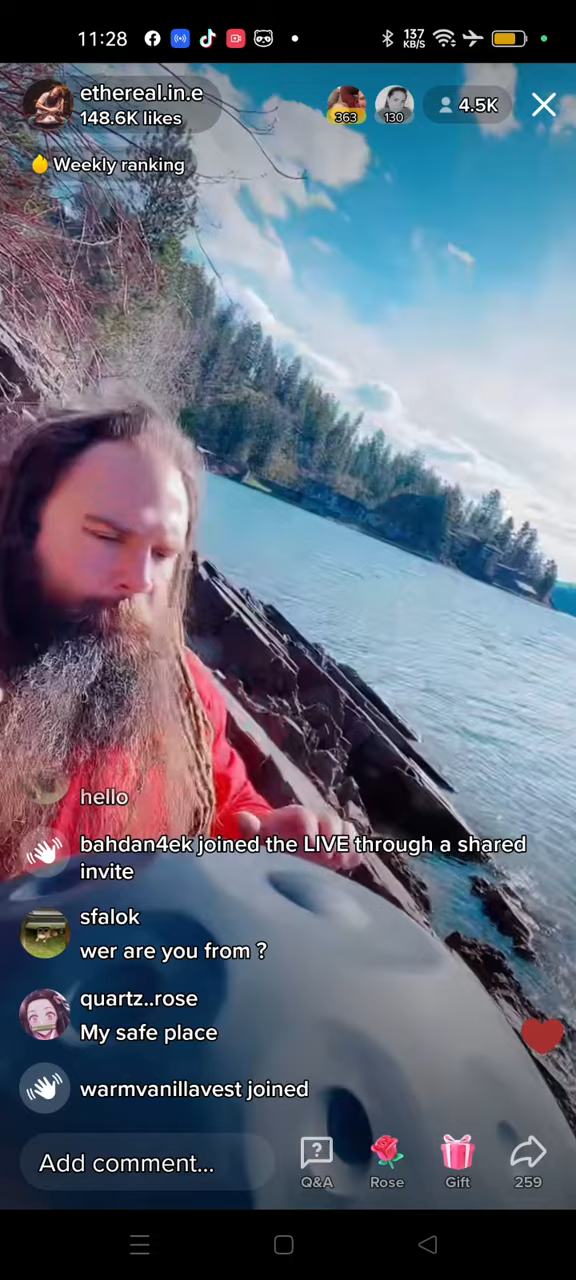 11:28
137
KB/S
ethereal.in.e
148.6K likes
363
130
4.5K
Weekly ranking
hello
bahdan4ek joined the LIVE through a shared
invite
sfalok
wer are you from ?
quartz..rose
My safe place
warmvanillavest joined
Add comment...
Q&A
Rose
Gift
259